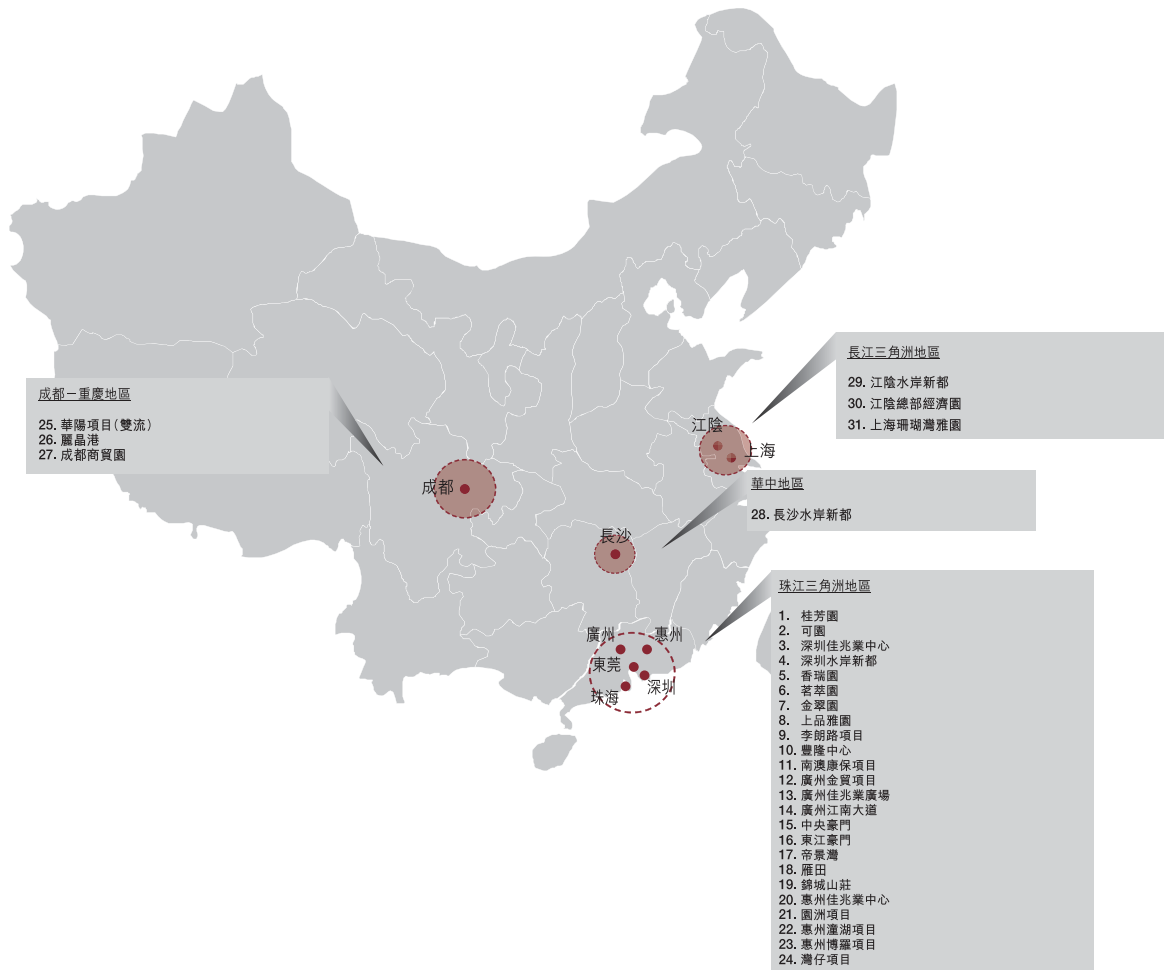 長江三角洲地區
29. 江陰水岸新都
30. 江陰總部經濟園
31. 上海珊瑚灣雅園
成都－重慶地區
25. 華陽項目（雙流）
26. 麗晶港
27. 成都商貿園
江陰
上海
成都
華中地區
28. 長沙水岸新都
長沙
珠江三角洲地區
1. 桂芳園
2. 可園
3. 深圳佳兆業中心
4. 深圳水岸新都
5. 香瑞園
6. 茗萃園
7. 金翠園
8. 上品雅園
9. 李朗路項目
10. 豐隆中心
11. 南澳康保項目
12. 廣州金貿項目
13. 廣州佳兆業廣場
14. 廣州江南大道
15. 中央豪門
16. 東江豪門
17. 帝景灣
18. 雁田
19. 錦城山莊
20. 惠州佳兆業中心
21. 園洲項目
22. 惠州潼湖項目
23. 惠州博羅項目
24. 灣仔項目
廣州
惠州
東莞
深圳
珠海